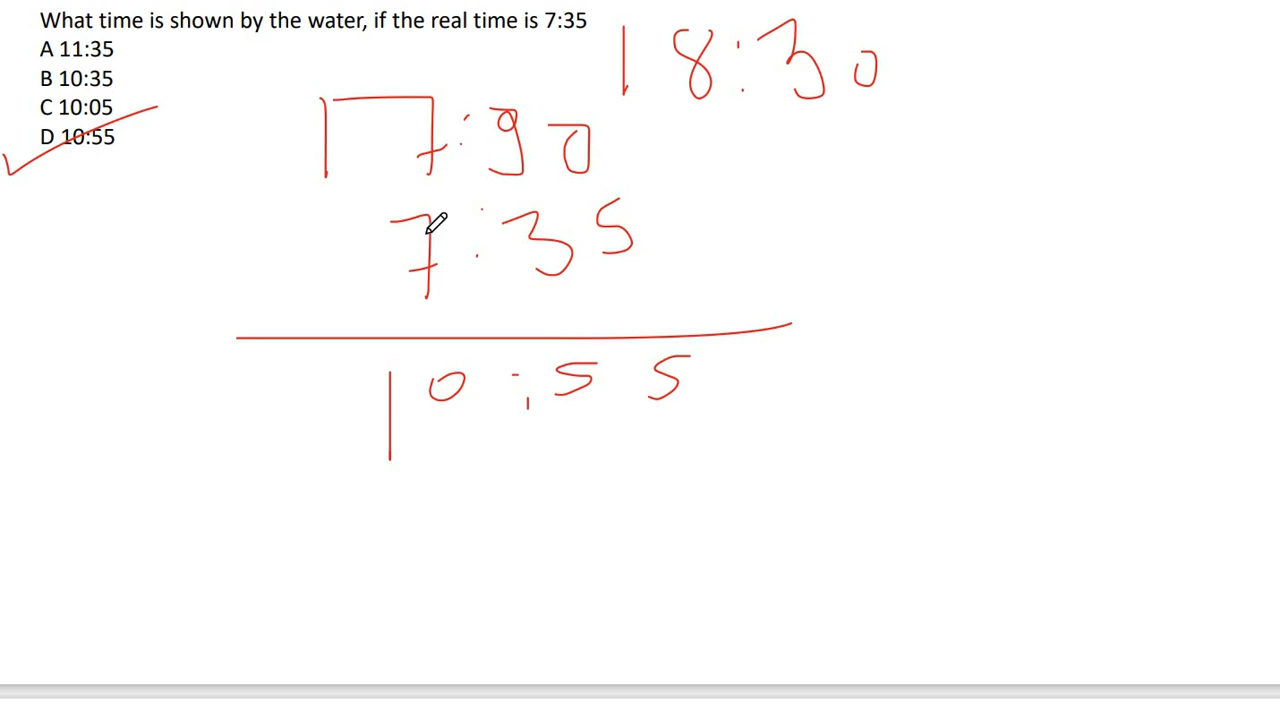 What time is shown by the water, if the real time is 7:35
A 11:35
B 10:35
C 10:05
D 10:55
18:30
17:90
7:35
10:55